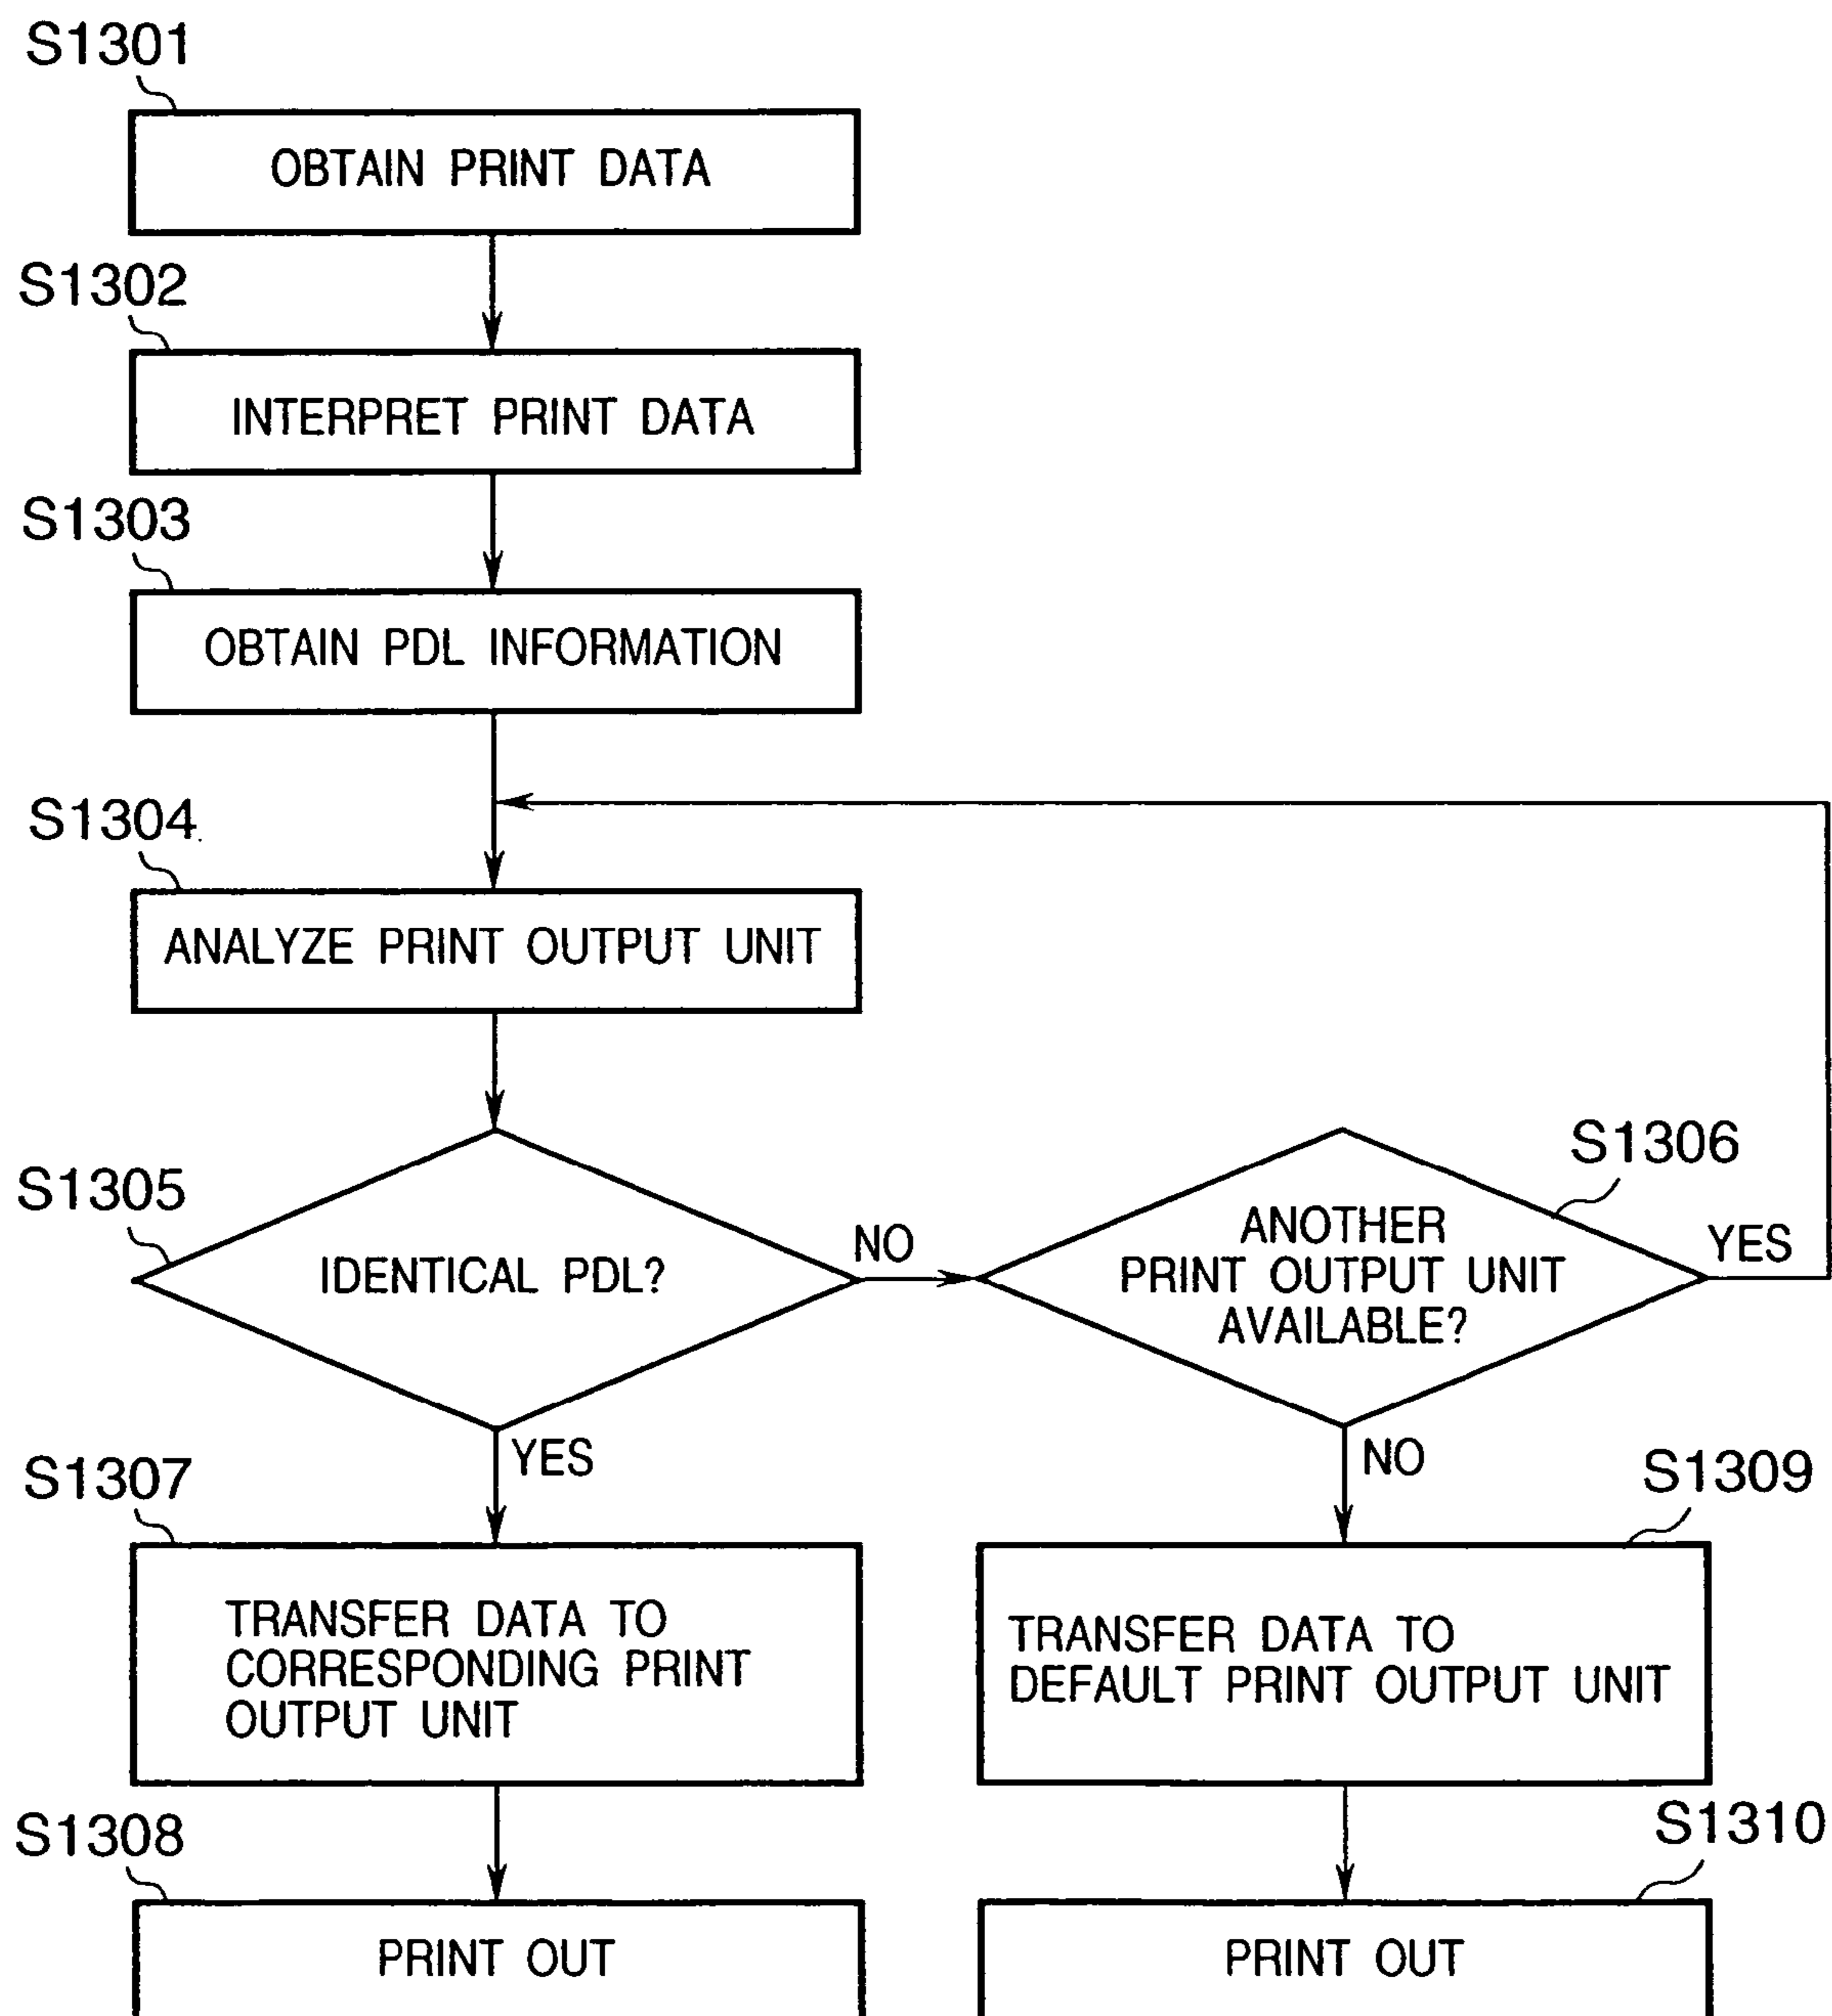 S1301
OBTAIN PRINT DATA
S1302
INTERPRET PRINT DATA
S1303
OBTAIN PDL INFORMATION
S1304
ANALYZE PRINT OUTPUT UNIT
S1305
IDENTICAL PDL?
NO
S1306
ANOTHER
PRINT OUTPUT UNIT
AVAILABLE?
YES
YES
NO
S1307
TRANSFER DATA TO
CORRESPONDING PRINT
OUTPUT UNIT
S1309
TRANSFER DATA TO
DEFAULT PRINT OUTPUT UNIT
S1308
PRINT OUT
S1310
PRINT OUT